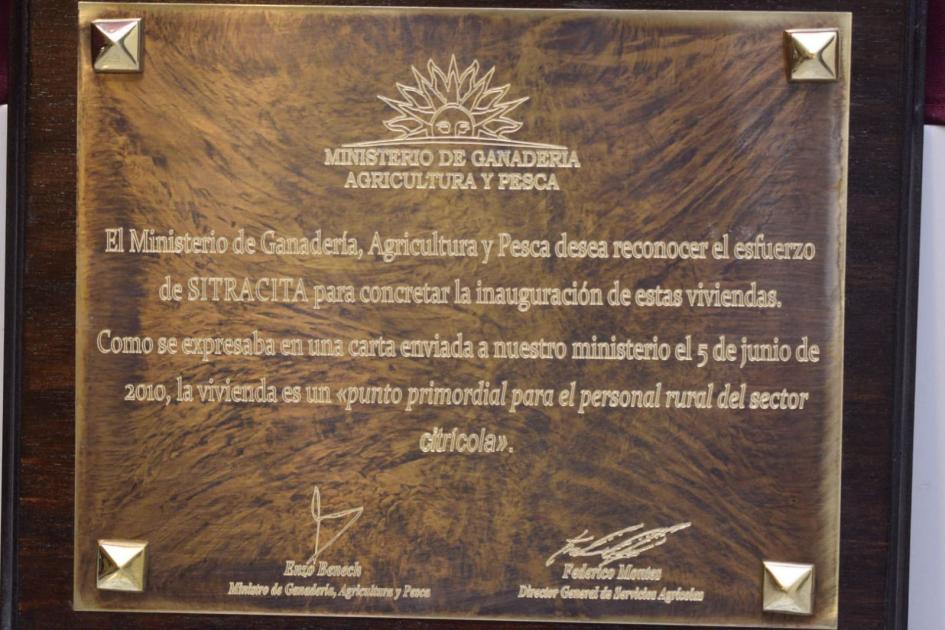 MINISTERIO DE GANADERIA
AGRICULTURA Y PESCA
El Ministerio de Ganadería, Agricultura y Pesca desea reconocer el esfuerzo
de SITRACITA para concretar la inauguración de estas viviendas.
Como se expresaba en una carta enviada a nuestro ministerio el 5 de junio de
2010, la vivienda es un «punto primordial para el personal rural del sector
citrícola».
Enzo Benech
Ministro de Ganadería, Agricultura y Pesca
Federico Montes
Director General de Servicios Agrícolas